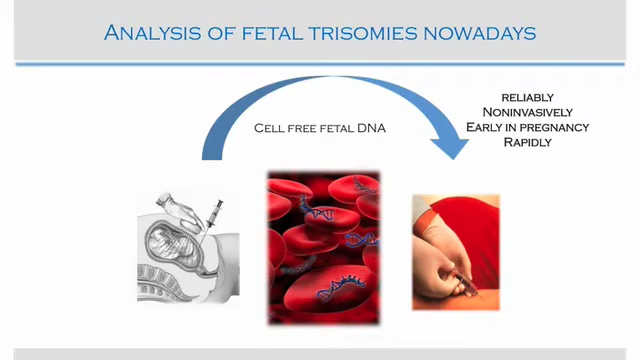 Analysis of fetal trisomies nowadays
Cell free fetal DNA
reliably
Noninvasively
Early in pregnancy
Rapidly